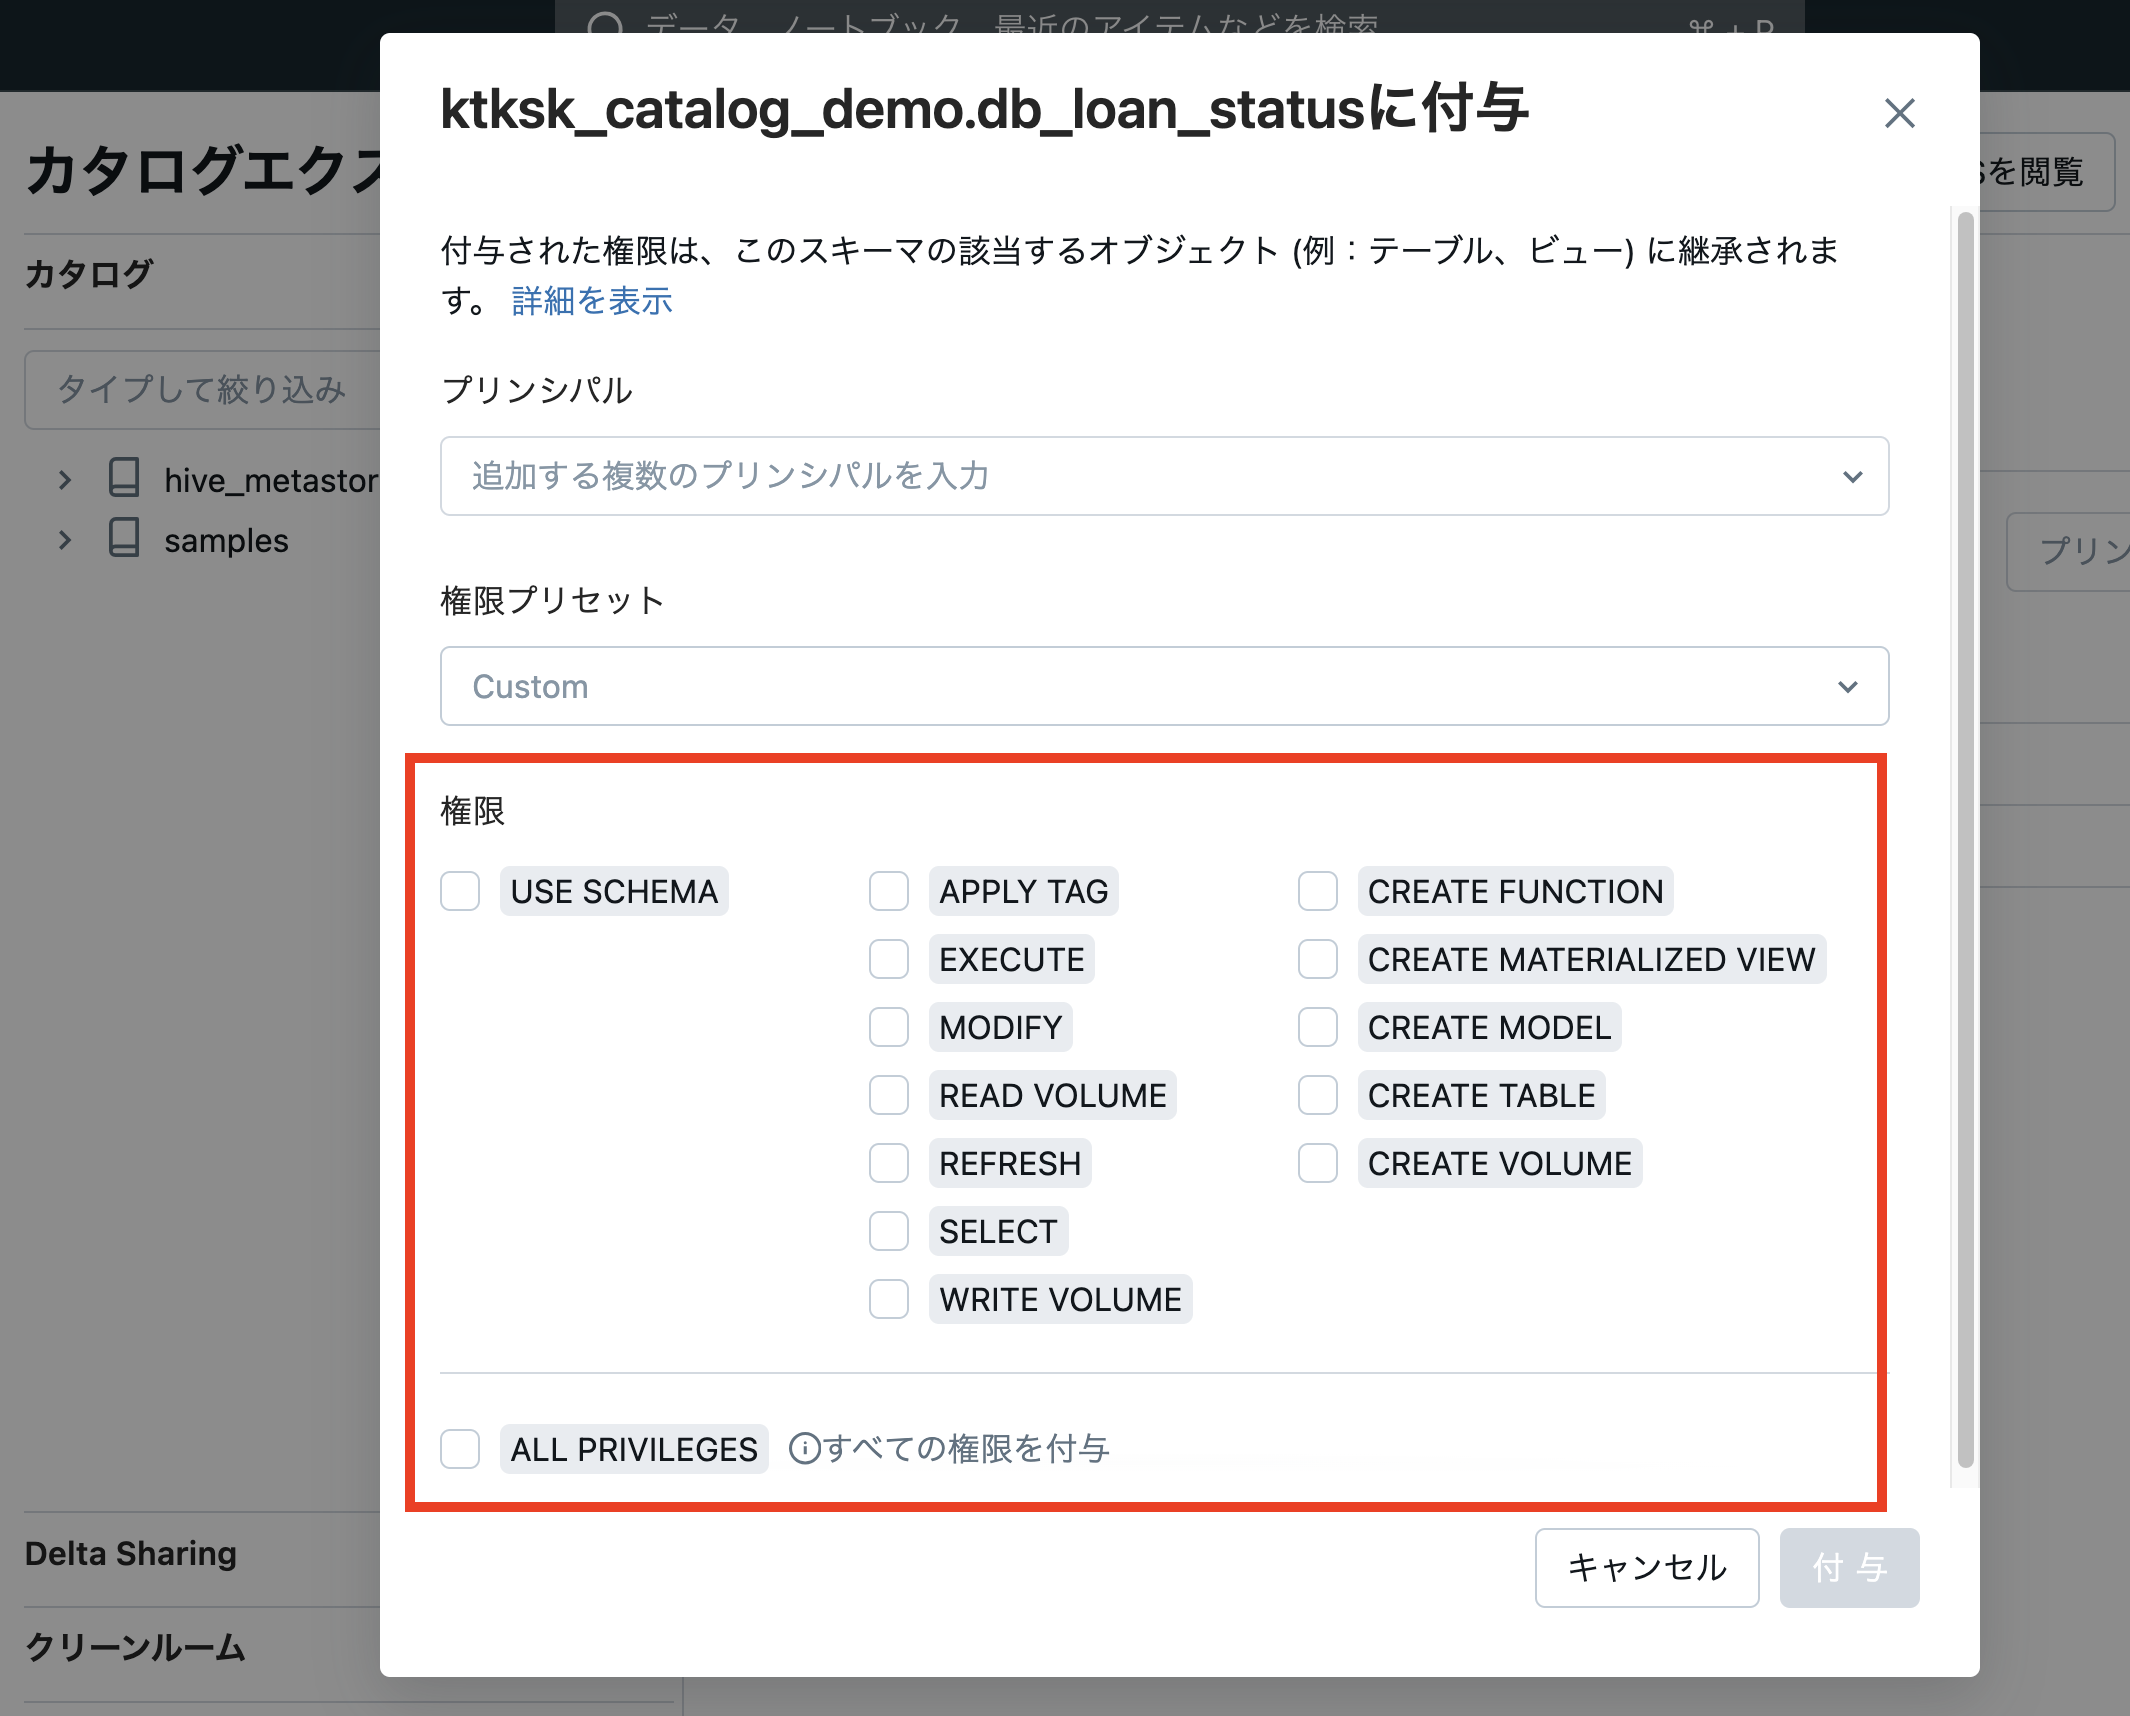 データ、ノートブック、最近のアイテムなどを検索
⌘ + P
ktksk_catalog_demo.db_loan_statusに付与
カタログエクス
Sを閲覧
カタログ
タイプして絞り込み
hive_metastor
samples
付与された権限は、このスキーマの該当するオブジェクト (例：テーブル、ビュー) に継承されま
す。 詳細を表示
プリンシパル
追加する複数のプリンシパルを入力
プリン
権限プリセット
Custom
権限
USE SCHEMA
APPLY TAG
EXECUTE
MODIFY
READ VOLUME
REFRESH
SELECT
WRITE VOLUME
CREATE FUNCTION
CREATE MATERIALIZED VIEW
CREATE MODEL
CREATE TABLE
CREATE VOLUME
ALL PRIVILEGES すべての権限を付与
Delta Sharing
クリーンルーム
キャンセル
付 与